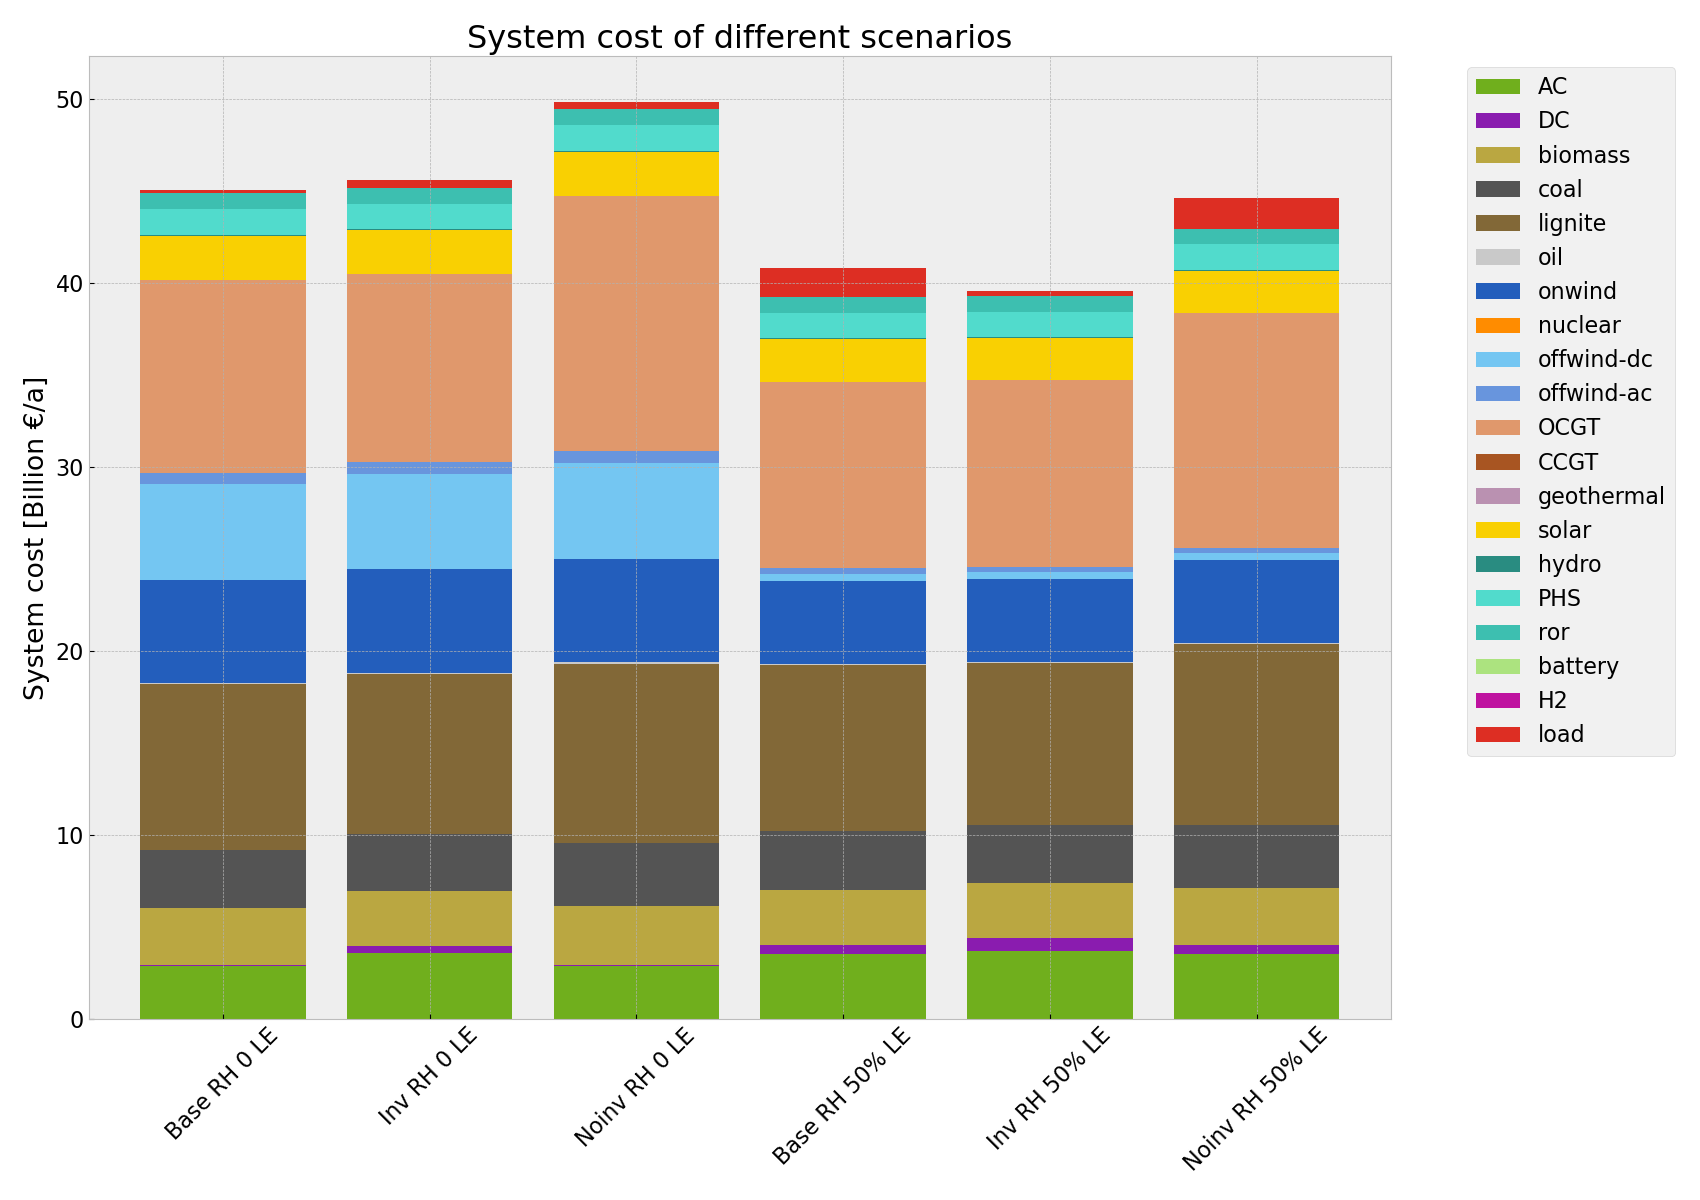 System cost of different scenarios
System cost [Billion €/a]
50
40
30
20
10
0
Base RH 0 LE
Inv RH 0 LE
Noinv RH 0 LE
Base RH 50% LE
Inv RH 50% LE
Noinv RH 50% LE
AC
DC
biomass
coal
lignite
oil
onwind
nuclear
offwind-dc
offwind-ac
OCGT
CCGT
geothermal
solar
hydro
PHS
ror
battery
H2
load